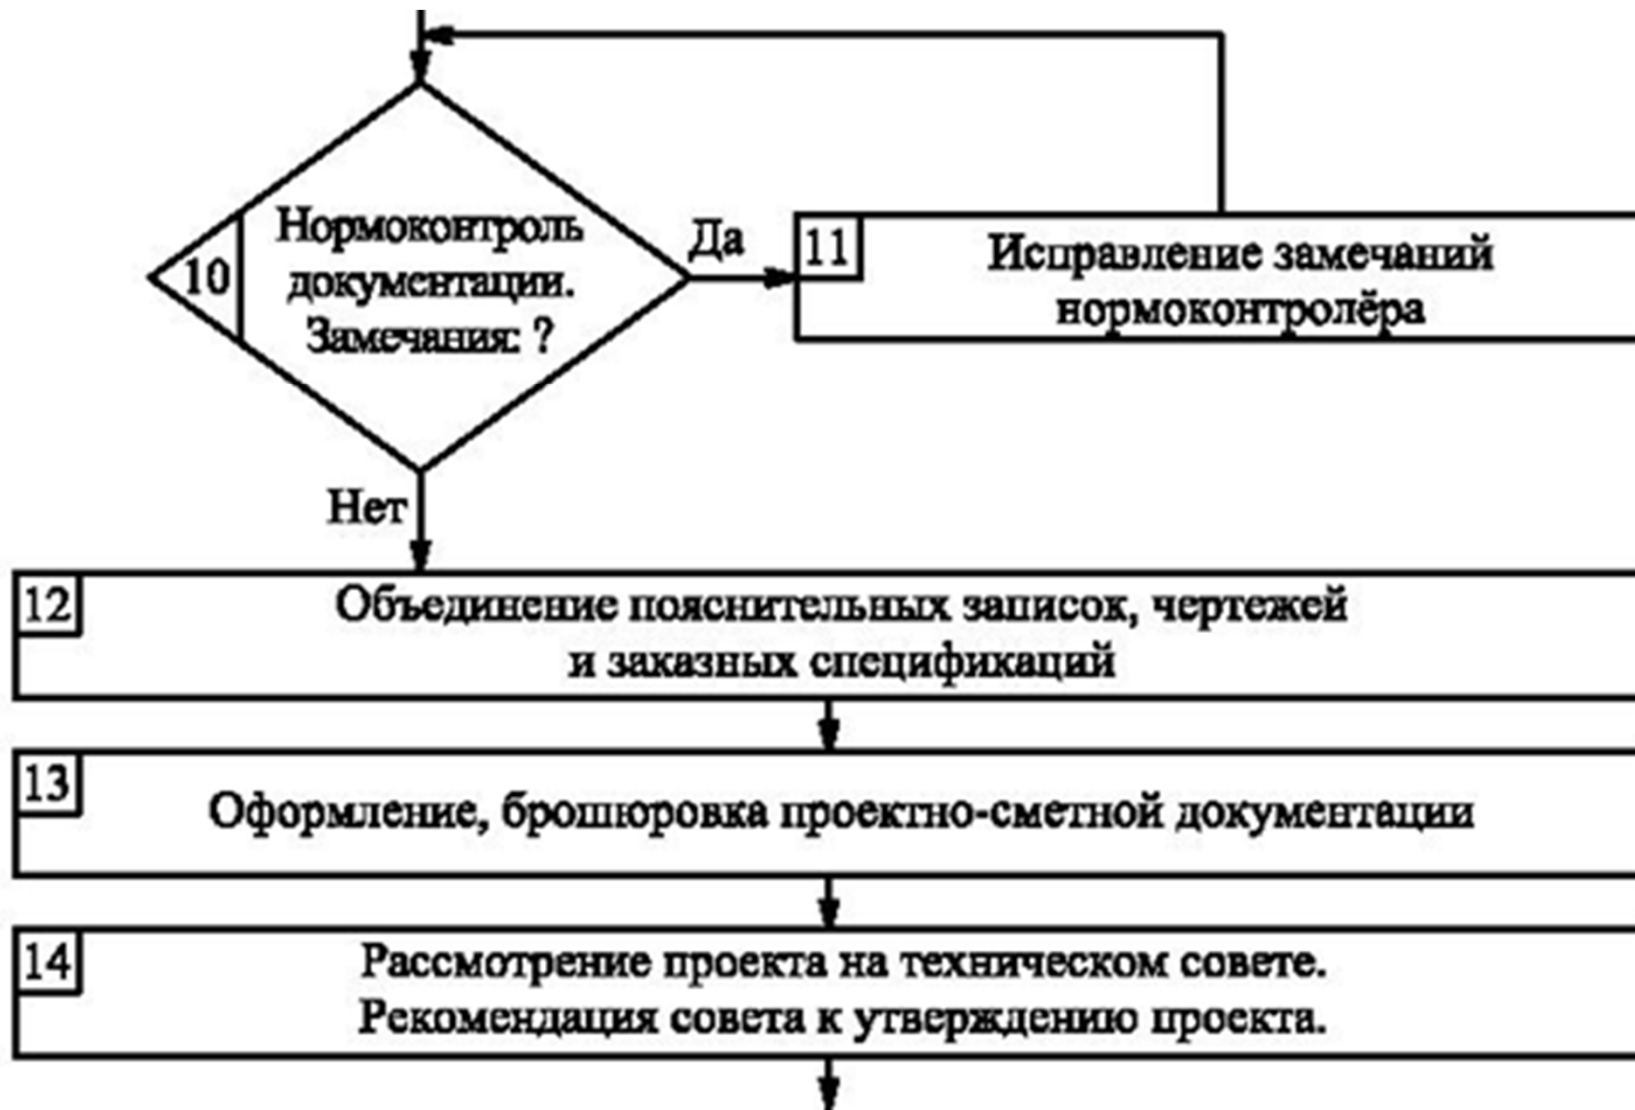 10
Нормоконтроль
документации.
Замечания: ?
Да
11
Исправление замечаний
нормоконтролёра
Нет
12
Объединение пояснительных записок, чертежей
и заказных спецификаций
13
Оформление, брошюровка проектно-сметной документации
14
Рассмотрение проекта на техническом совете.
Рекомендация совета к утверждению проекта.